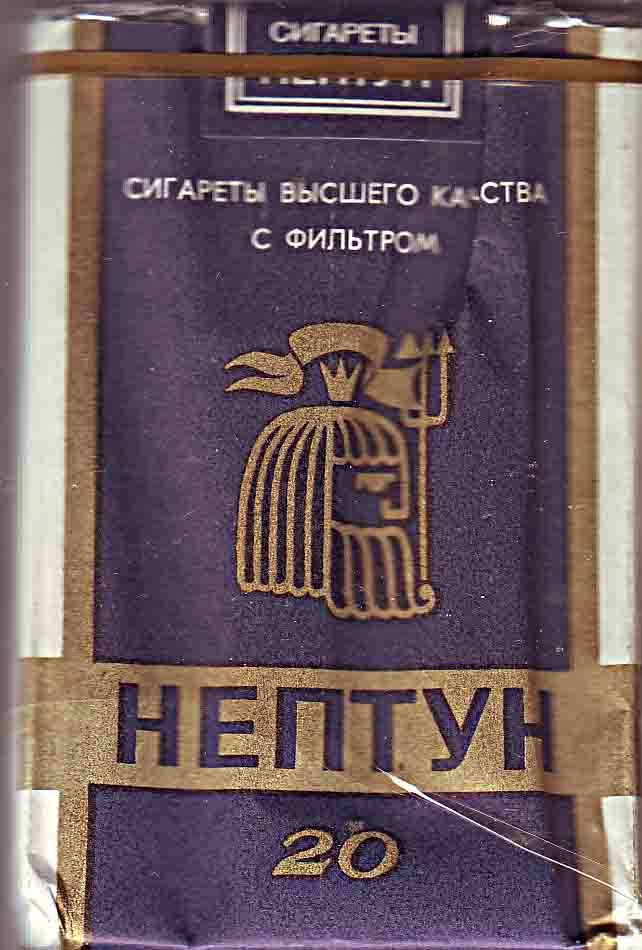 СИГАРЕТЫ
НЕПТУН
СИГАРЕТЫ ВЫСШЕГО КАЧЕСТВА
С ФИЛЬТРОМ
НЕПТУН
20